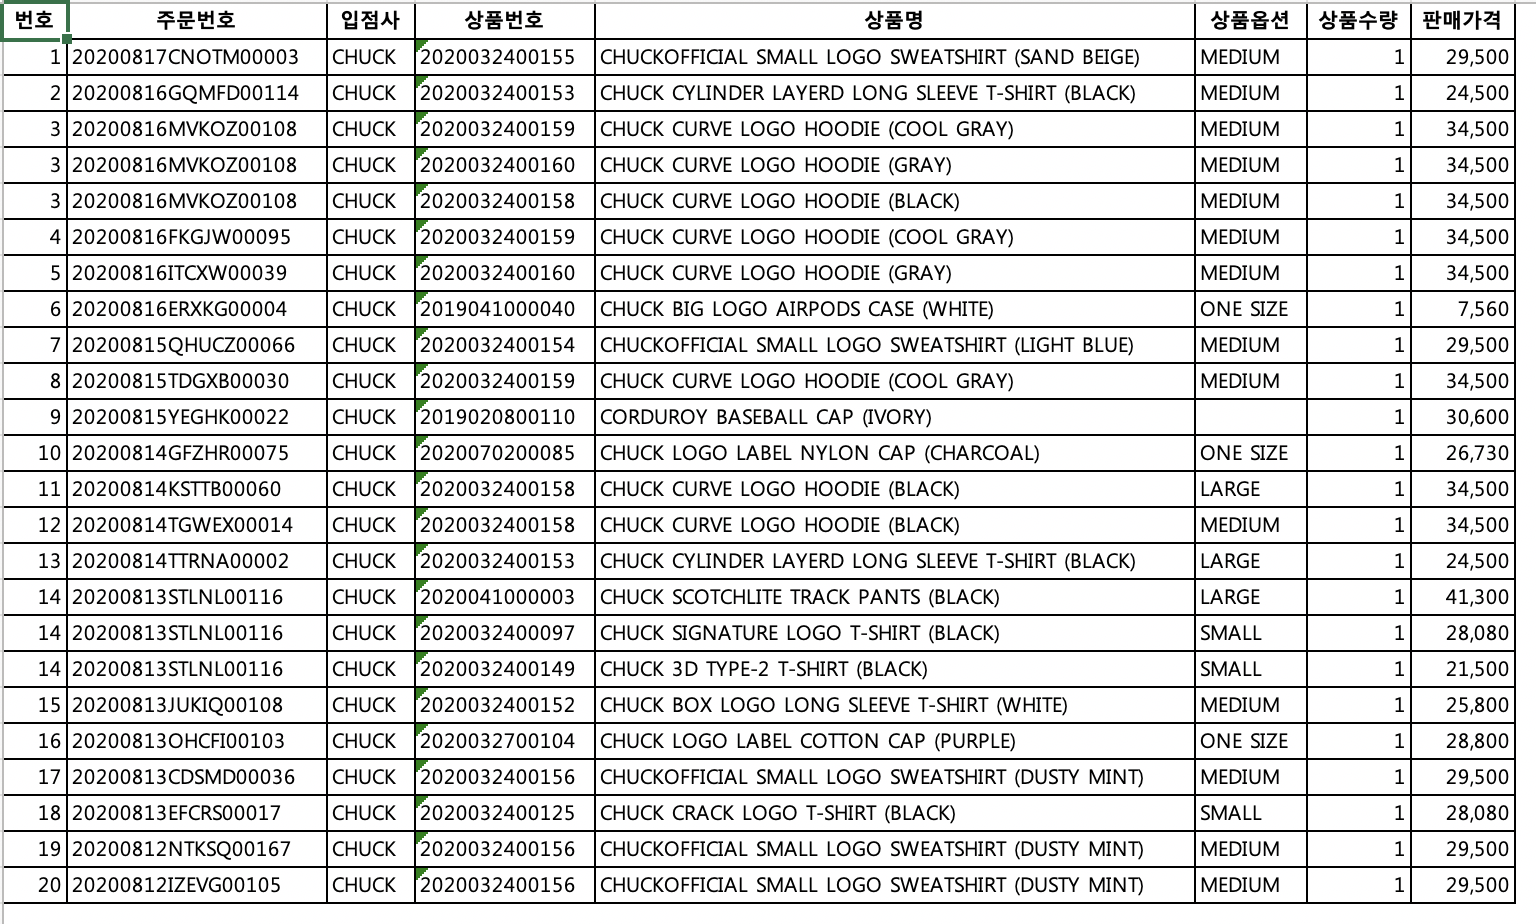 번호 주문번호 입점사 상품번호 상품명 상품옵션 상품수량 판매가격
1 20200817CNOTM00003 CHUCK 2020032400155 CHUCKOFFICIAL SMALL LOGO SWEATSHIRT (SAND BEIGE) MEDIUM 1 29,500
2 20200816GQMFD00114 CHUCK 2020032400153 CHUCK CYLINDER LAYERD LONG SLEEVE T-SHIRT (BLACK) MEDIUM 1 24,500
3 20200816MVKOZ00108 CHUCK 2020032400159 CHUCK CURVE LOGO HOODIE (COOL GRAY) MEDIUM 1 34,500
3 20200816MVKOZ00108 CHUCK 2020032400160 CHUCK CURVE LOGO HOODIE (GRAY) MEDIUM 1 34,500
3 20200816MVKOZ00108 CHUCK 2020032400158 CHUCK CURVE LOGO HOODIE (BLACK) MEDIUM 1 34,500
4 20200816FKGJW00095 CHUCK 2020032400159 CHUCK CURVE LOGO HOODIE (COOL GRAY) MEDIUM 1 34,500
5 20200816ITCXW00039 CHUCK 2020032400160 CHUCK CURVE LOGO HOODIE (GRAY) MEDIUM 1 34,500
6 20200816ERXKG00004 CHUCK 2019041000040 CHUCK BIG LOGO AIRPODS CASE (WHITE) ONE SIZE 1 7,560
7 20200815QHUCZ00066 CHUCK 2020032400154 CHUCKOFFICIAL SMALL LOGO SWEATSHIRT (LIGHT BLUE) MEDIUM 1 29,500
8 20200815TDGXB00030 CHUCK 2020032400159 CHUCK CURVE LOGO HOODIE (COOL GRAY) MEDIUM 1 34,500
9 20200815YEGHK00022 CHUCK 2019020800110 CORDUROY BASEBALL CAP (IVORY) 1 30,600
10 20200814GFZHR00075 CHUCK 2020070200085 CHUCK LOGO LABEL NYLON CAP (CHARCOAL) ONE SIZE 1 26,730
11 20200814KSTTB00060 CHUCK 2020032400158 CHUCK CURVE LOGO HOODIE (BLACK) LARGE 1 34,500
12 20200814TGWEX00014 CHUCK 2020032400158 CHUCK CURVE LOGO HOODIE (BLACK) MEDIUM 1 34,500
13 20200814TTRNA00002 CHUCK 2020032400153 CHUCK CYLINDER LAYERD LONG SLEEVE T-SHIRT (BLACK) LARGE 1 24,500
14 20200813STLNL00116 CHUCK 2020041000003 CHUCK SCOTCHLITE TRACK PANTS (BLACK) LARGE 1 41,300
14 20200813STLNL00116 CHUCK 2020032400097 CHUCK SIGNATURE LOGO T-SHIRT (BLACK) SMALL 1 28,080
14 20200813STLNL00116 CHUCK 2020032400149 CHUCK 3D TYPE-2 T-SHIRT (BLACK) SMALL 1 21,500
15 20200813JUKIQ00108 CHUCK 2020032400152 CHUCK BOX LOGO LONG SLEEVE T-SHIRT (WHITE) MEDIUM 1 25,800
16 20200813OHCFI00103 CHUCK 2020032700104 CHUCK LOGO LABEL COTTON CAP (PURPLE) ONE SIZE 1 28,800
17 20200813CDSMD00036 CHUCK 2020032400156 CHUCKOFFICIAL SMALL LOGO SWEATSHIRT (DUSTY MINT) MEDIUM 1 29,500
18 20200813EFCRS00017 CHUCK 2020032400125 CHUCK CRACK LOGO T-SHIRT (BLACK) SMALL 1 28,080
19 20200812NTKSQ00167 CHUCK 2020032400156 CHUCKOFFICIAL SMALL LOGO SWEATSHIRT (DUSTY MINT) MEDIUM 1 29,500
20 20200812IZEVG00105 CHUCK 2020032400156 CHUCKOFFICIAL SMALL LOGO SWEATSHIRT (DUSTY MINT) MEDIUM 1 29,500